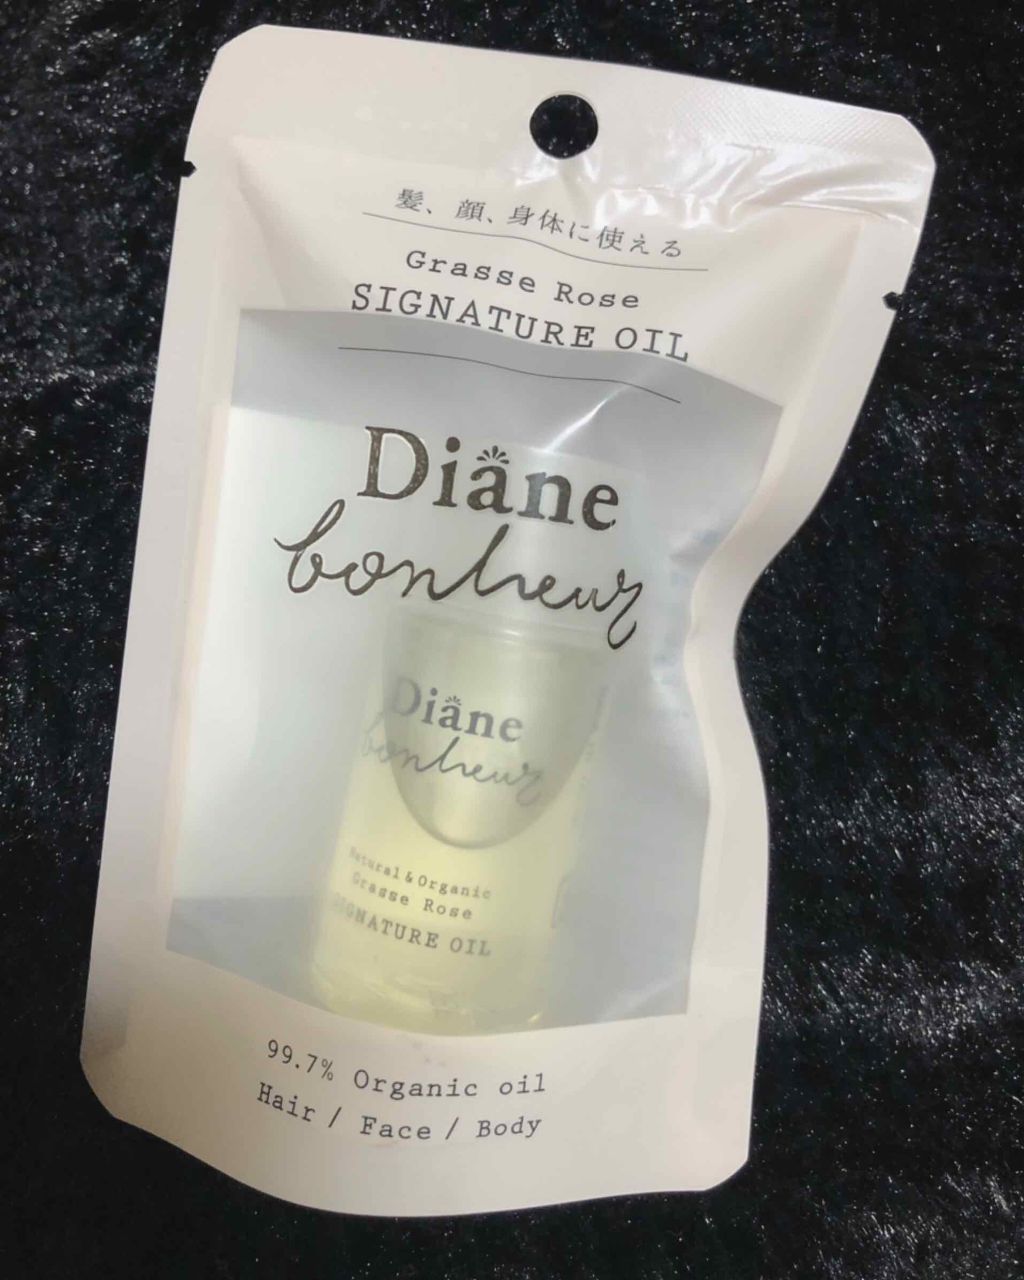 髪、顔、身体に使える
Grasse Rose
SIGNATURE OIL
Diane
bonheur
Diane
bonheur
Natural & Organic
Grasse Rose
SIGNATURE OIL
99.7% Organic oil
Hair / Face / Body